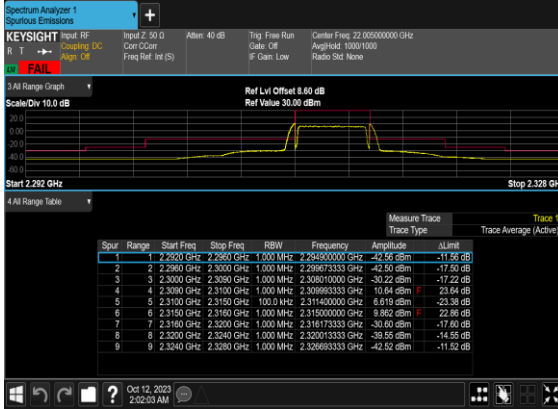 Spectrum Analyzer 1
Spurious Emissions
+
KEYSIGHT Input: RF Input Z: 50 Ω Atten: 40 dB Trig: Free Run Center Freq: 22.005000000 GHz
R T Coupling: DC Corr CCorr Gate: Off Avg|Hold: 1000/1000
Align: Off Freq Ref: Int (S) IF Gain: Low Radio Std: None
FAIL
3 All Range Graph Ref Lvl Offset 8.60 dB
Scale/Div 10.0 dB Ref Value 30.00 dBm
20.0
0.00
-20.0
-40.0
-60.0
Start 2.292 GHz Stop 2.328 GH
4 All Range Table
Measure Trace Trace 1
Trace Type Trace Average (Active)
Spur Range Start Freq Stop Freq RBW Frequency Amplitude ΔLimit
1 1 2.2920 GHz 2.2960 GHz 1.000 MHz 2.294900000 GHz -42.56 dBm -11.56 dB
2 2 2.2960 GHz 2.3000 GHz 1.000 MHz 2.299673333 GHz -42.50 dBm -17.50 dB
3 3 2.3000 GHz 2.3090 GHz 1.000 MHz 2.308010000 GHz -30.22 dBm -17.22 dB
4 4 2.3090 GHz 2.3100 GHz 1.000 MHz 2.309993333 GHz 10.64 dBm F 23.64 dB
5 5 2.3100 GHz 2.3150 GHz 100.0 kHz 2.311400000 GHz 6.619 dBm -23.38 dB
6 6 2.3150 GHz 2.3160 GHz 1.000 MHz 2.315000000 GHz 9.862 dBm F 22.86 dB
7 7 2.3160 GHz 2.3200 GHz 1.000 MHz 2.316173333 GHz -30.60 dBm -17.60 dB
8 8 2.3200 GHz 2.3240 GHz 1.000 MHz 2.320013333 GHz -39.55 dBm -14.55 dB
9 9 2.3240 GHz 2.3280 GHz 1.000 MHz 2.326693333 GHz -42.52 dBm -11.52 dB
? Oct 12, 2023
2:02:03 AM